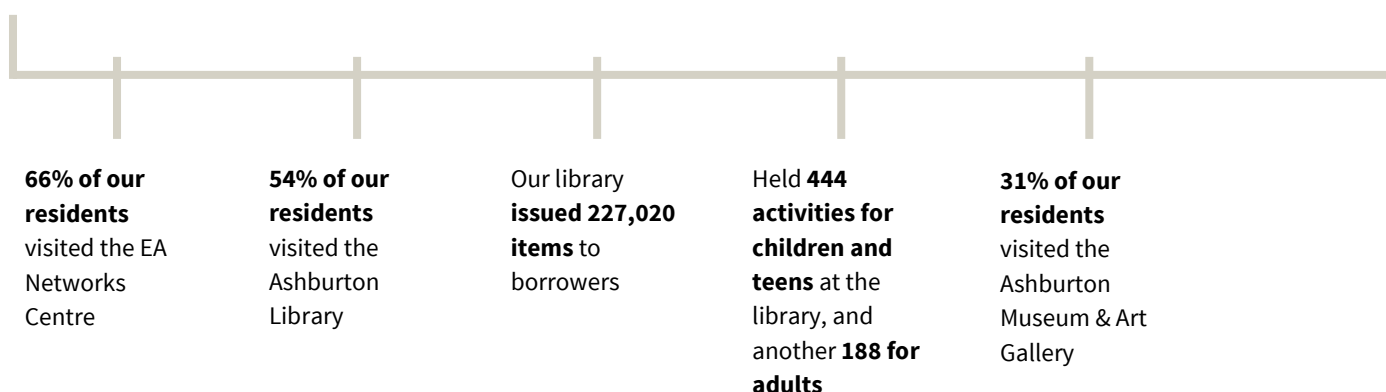 66% of our
residents
visited the EA
Networks
Centre
54% of our
residents
visited the
Ashburton
Library
Our library
issued 227,020
items to
borrowers
Held 444
activities for
children and
teens at the
library, and
another 188 for
adults
31% of our
residents
visited the
Ashburton
Museum & Art
Gallery